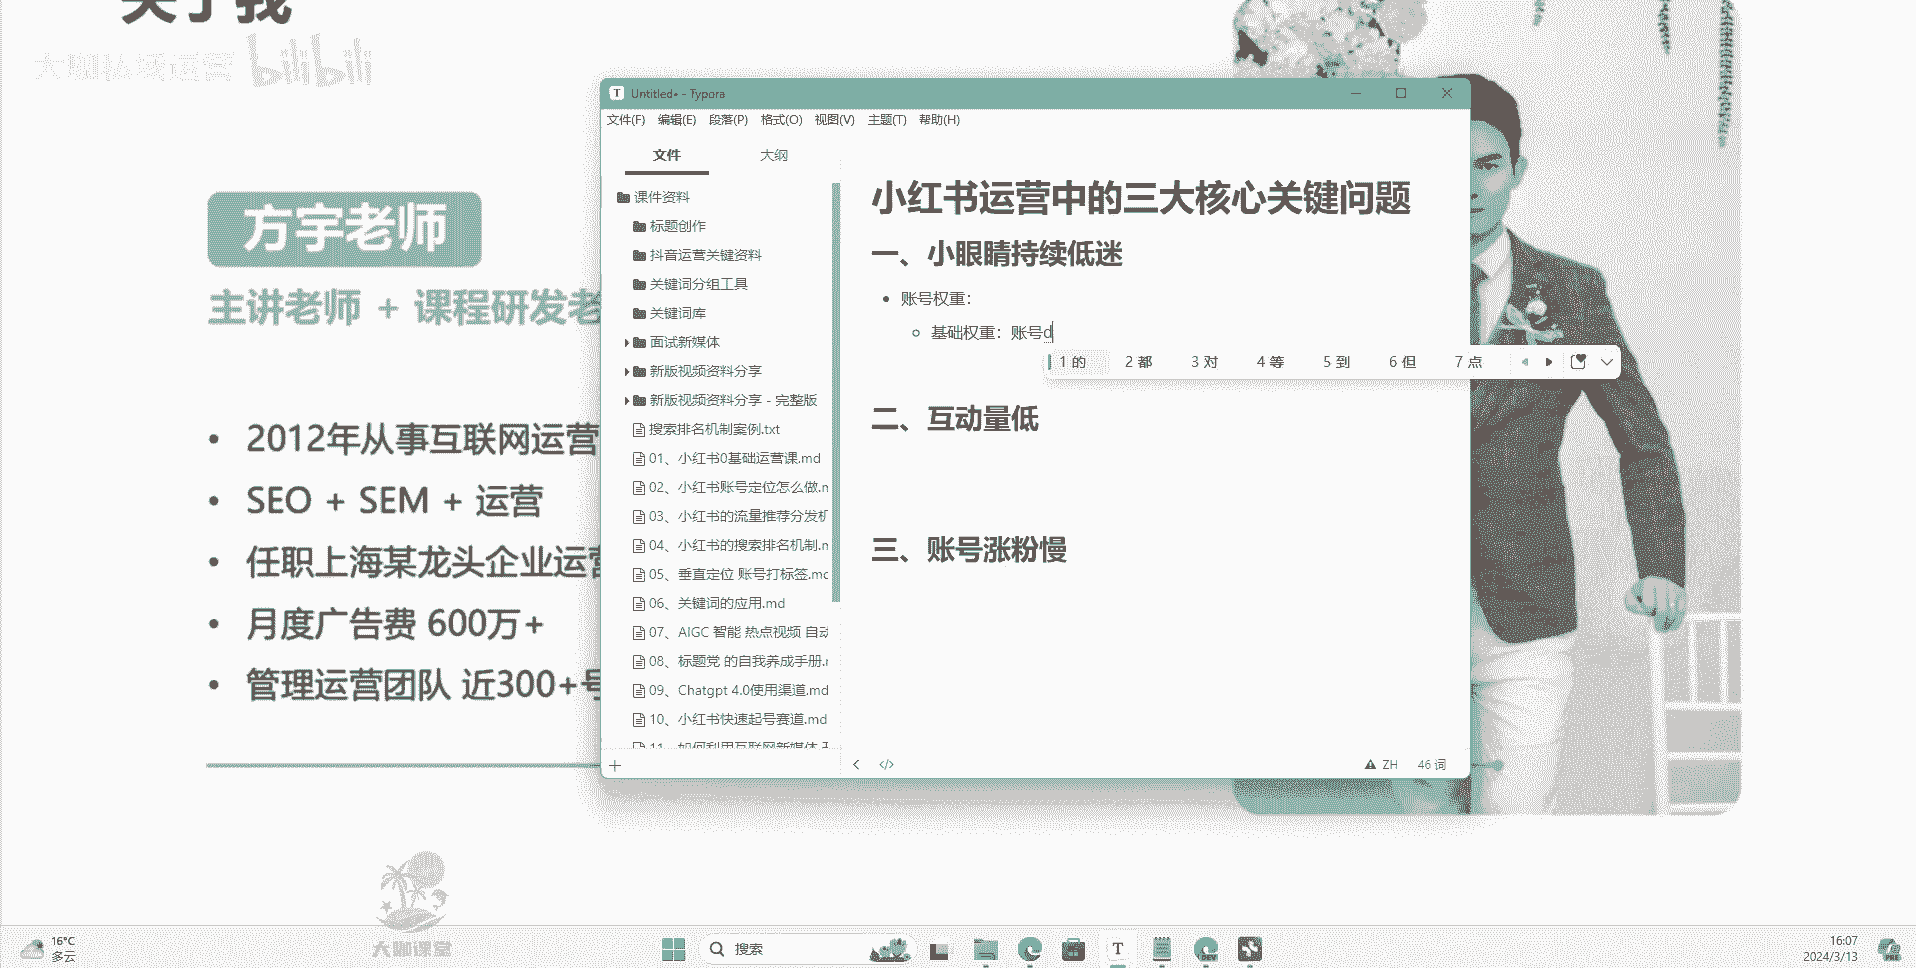 关于我
大咖私域运营 bilibili
方宇老师
主讲老师 + 课程研发老
2012年从事互联网运营
SEO + SEM + 运营
任职上海某龙头企业运营
月度广告费 600万+
管理运营团队 近300+号
Untitled• - Typora
文件(F) 编辑(E) 段落(P) 格式(O) 视图(V) 主题(T) 帮助(H)
文件 大纲
课件资料
标题创作
抖音运营关键资料
关键词分组工具
关键词库
面试新媒体
新版视频资料分享
新版视频资料分享 - 完整版
搜索排名机制案例.txt
01、小红书0基础运营课.md
02、小红书账号定位怎么做.m
03、小红书的流量推荐分发机
04、小红书的搜索排名机制.m
05、垂直定位 账号打标签.md
06、关键词的应用.md
07、AIGC 智能 热点视频 自动
08、标题党 的自我养成手册.m
09、Chatgpt 4.0使用渠道.md
10、小红书快速起号赛道.md
11、如何利用互联网新媒体
小红书运营中的三大核心关键问题
一、小眼睛持续低迷
账号权重：
基础权重：账号d
1 的 2 都 3 对 4 等 5 到 6 但 7 点
二、互动量低
三、账号涨粉慢
ZH 46 词
大咖课堂
16°C
多云
搜索
T
DEV
16:07
2024/3/13
PRE